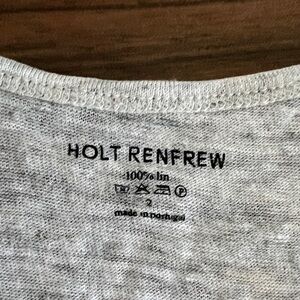 HOLT RENFREW
100% lin
2
made in portugal